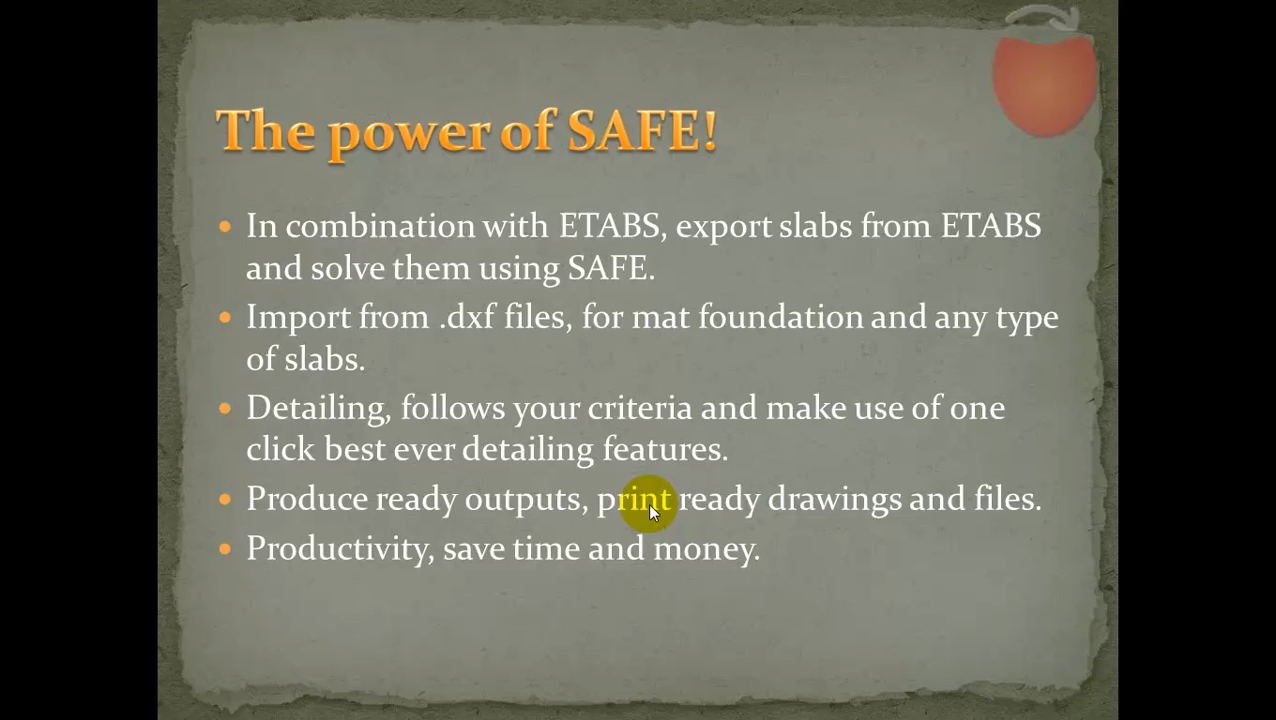 The power of SAFE!
• In combination with ETABS, export slabs from ETABS
and solve them using SAFE.
• Import from .dxf files, for mat foundation and any type
of slabs.
• Detailing, follows your criteria and make use of one
click best ever detailing features.
• Produce ready outputs, print ready drawings and files.
• Productivity, save time and money.